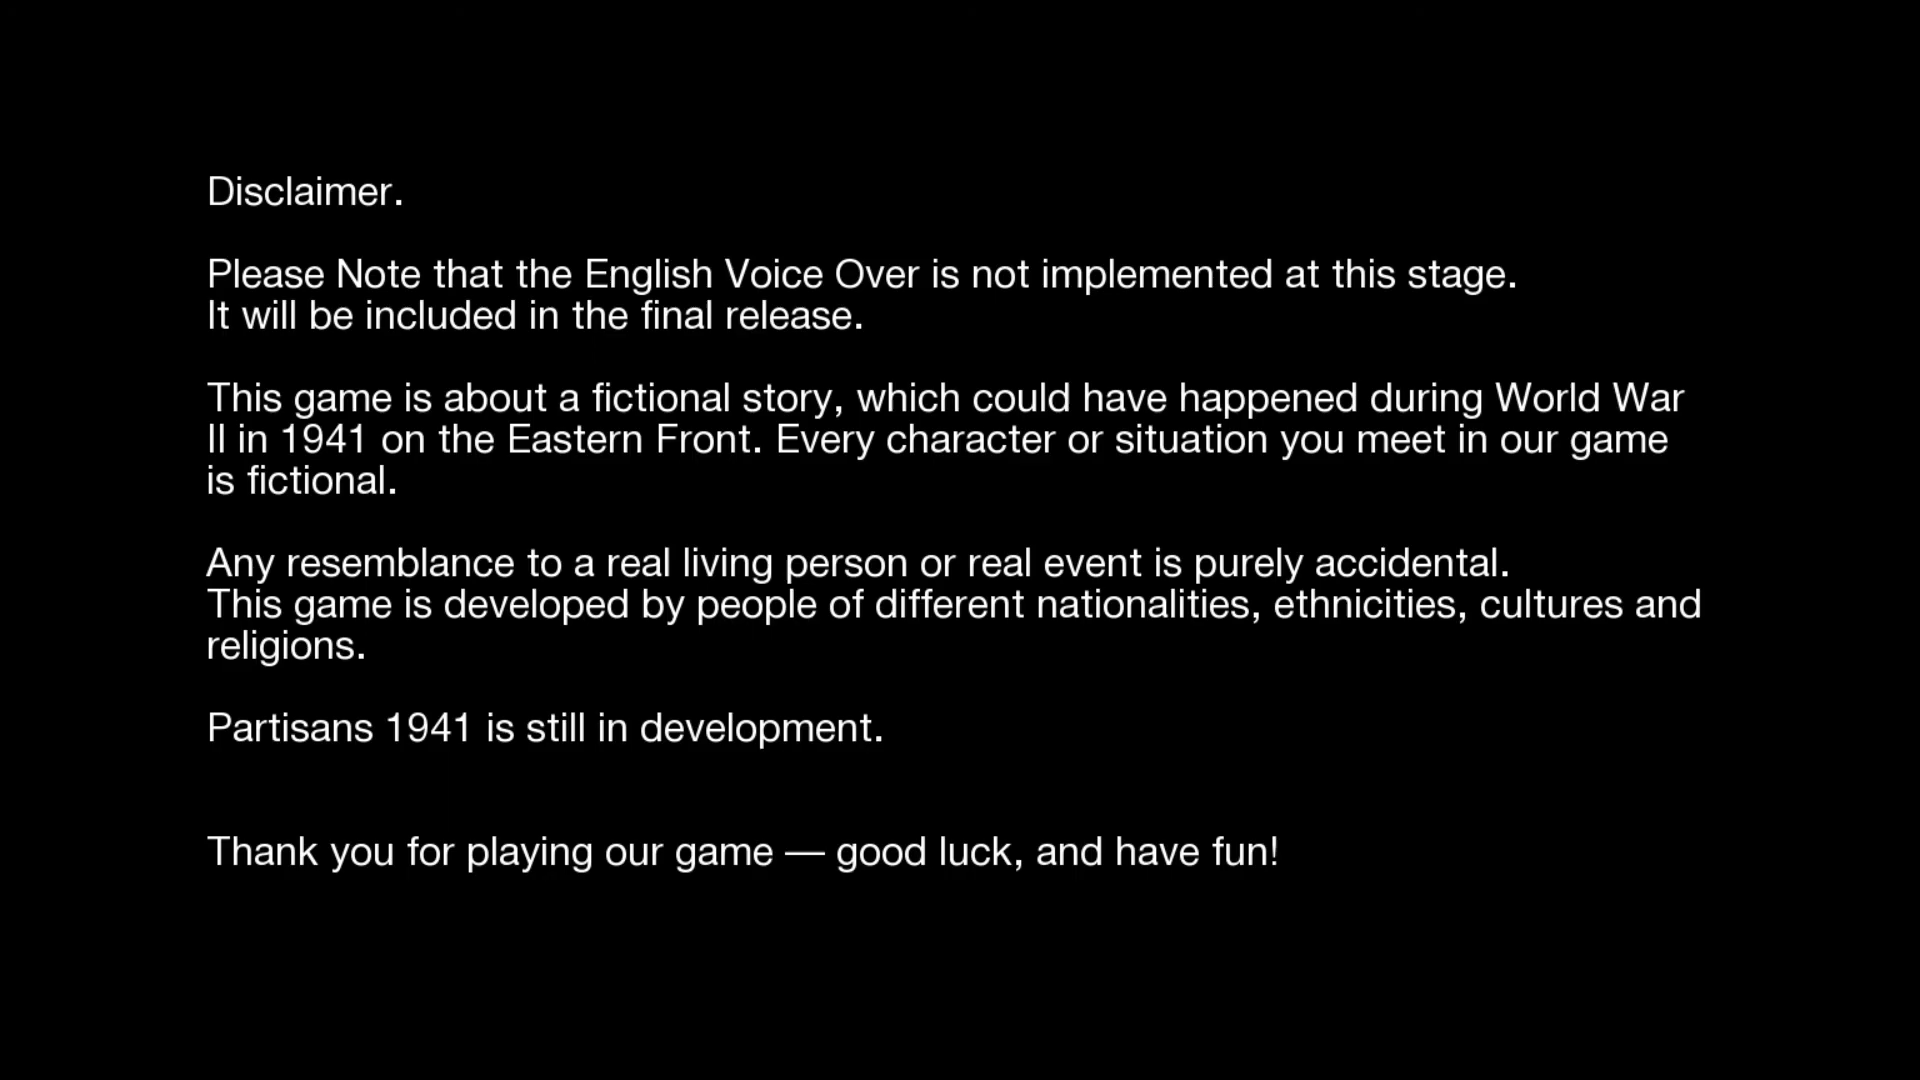 Disclaimer.
Please Note that the English Voice Over is not implemented at this stage.
It will be included in the final release.
This game is about a fictional story, which could have happened during World War
II in 1941 on the Eastern Front. Every character or situation you meet in our game
is fictional.
Any resemblance to a real living person or real event is purely accidental.
This game is developed by people of different nationalities, ethnicities, cultures and
religions.
Partisans 1941 is still in development.
Thank you for playing our game — good luck, and have fun!